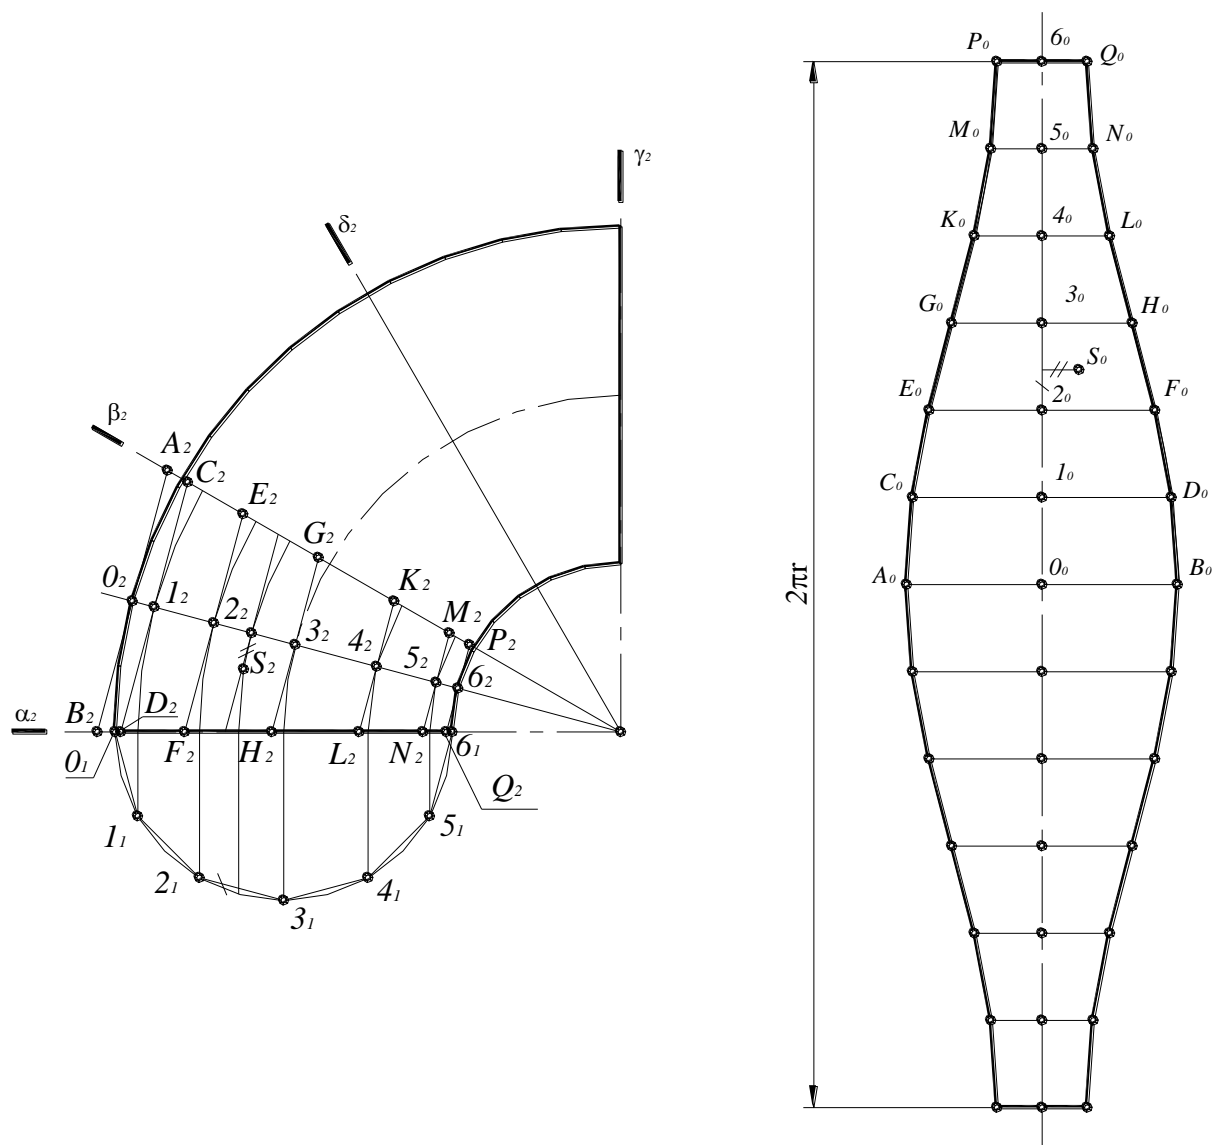 P₀ 6₀ Q₀
M₀ 5₀ N₀
K₀ 4₀ L₀
G₀ 3₀ H₀
S₀
E₀ 2₀ F₀
C₀ 1₀ D₀
A₀ 0₀ B₀
2πr
γ₂
δ₂
β₂
A₂
C₂
E₂
G₂
K₂
M₂
P₂
0₂ 1₂ 2₂ 3₂ 4₂ 5₂ 6₂
S₂
α₂ B₂ D₂ F₂ H₂ L₂ N₂ 6₁
0₁ Q₂
1₁ 5₁
2₁ 4₁
3₁